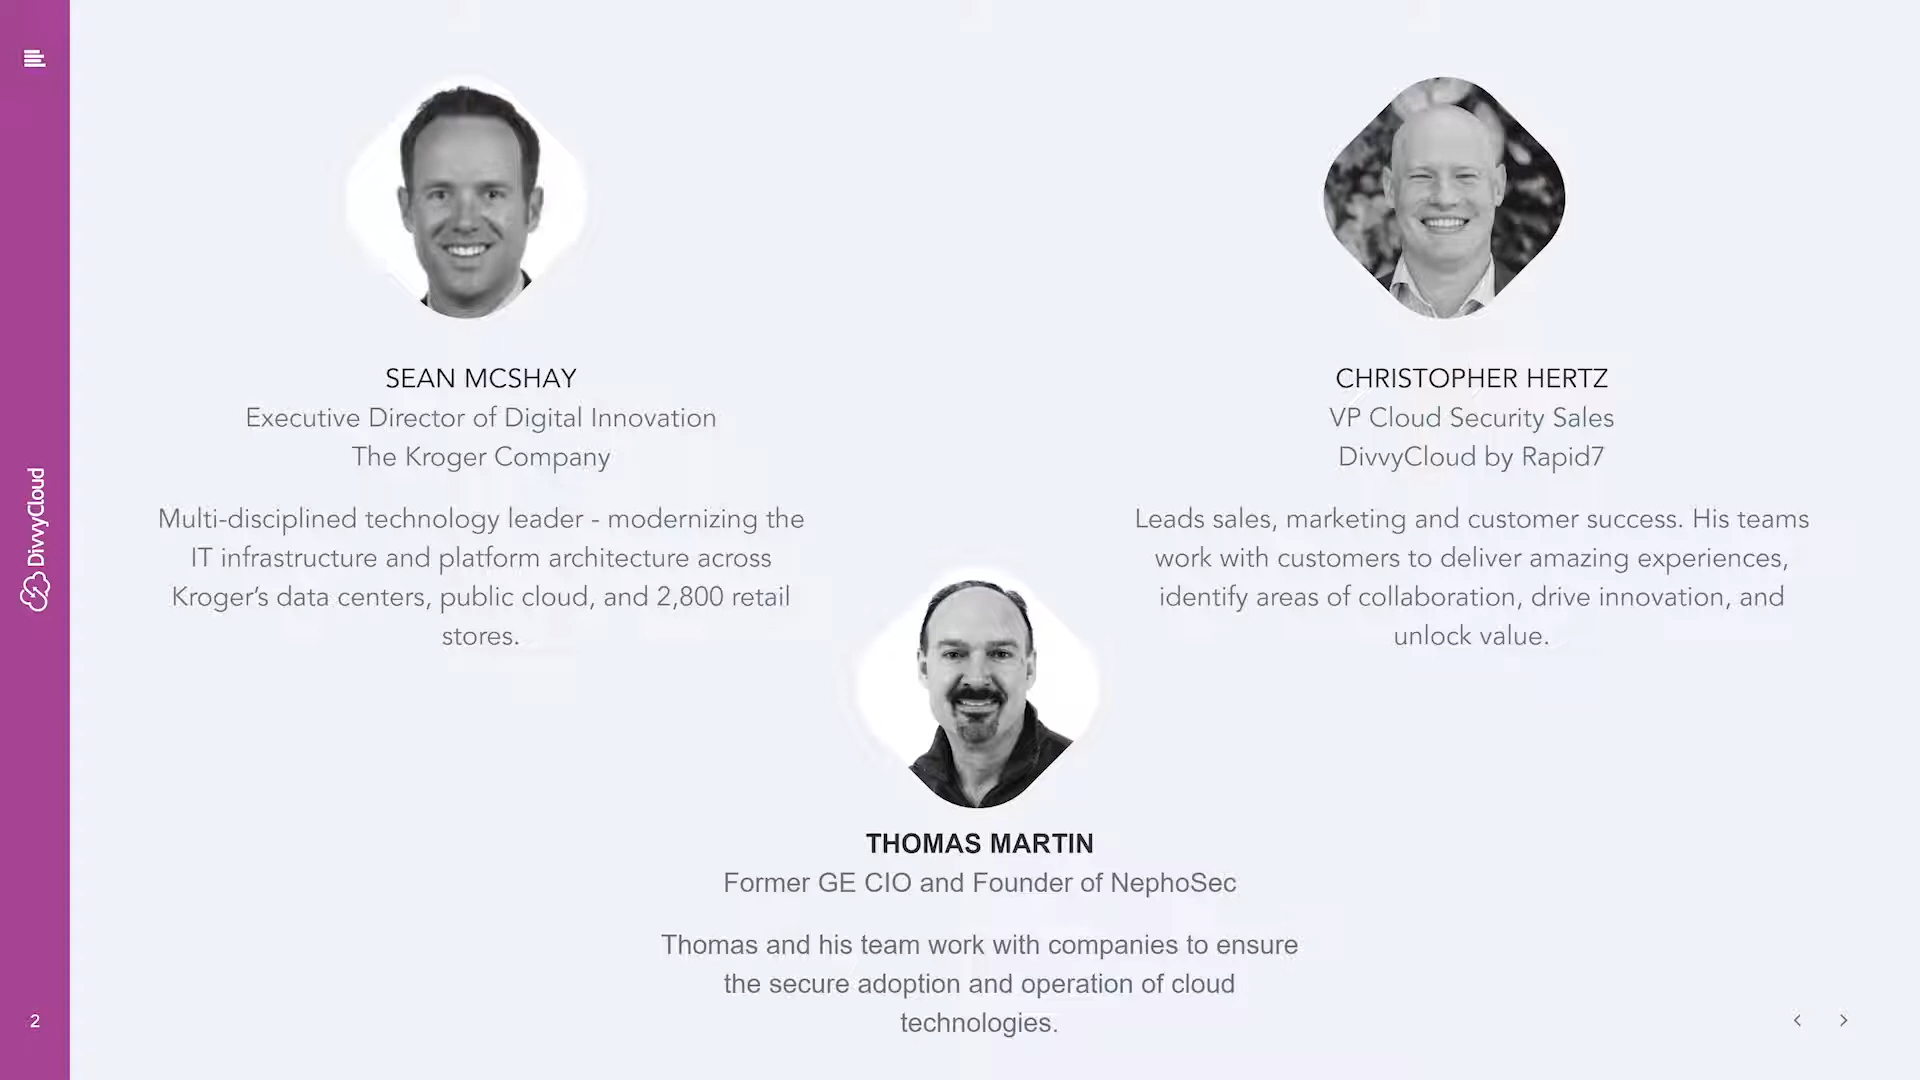 SEAN MCSHAY
Executive Director of Digital Innovation
The Kroger Company
Multi-disciplined technology leader - modernizing the
IT infrastructure and platform architecture across
Kroger’s data centers, public cloud, and 2,800 retail
stores.
CHRISTOPHER HERTZ
VP Cloud Security Sales
DivvyCloud by Rapid7
Leads sales, marketing and customer success. His teams
work with customers to deliver amazing experiences,
identify areas of collaboration, drive innovation, and
unlock value.
THOMAS MARTIN
Former GE CIO and Founder of NephoSec
Thomas and his team work with companies to ensure
the secure adoption and operation of cloud
technologies.
DivvyCloud
2